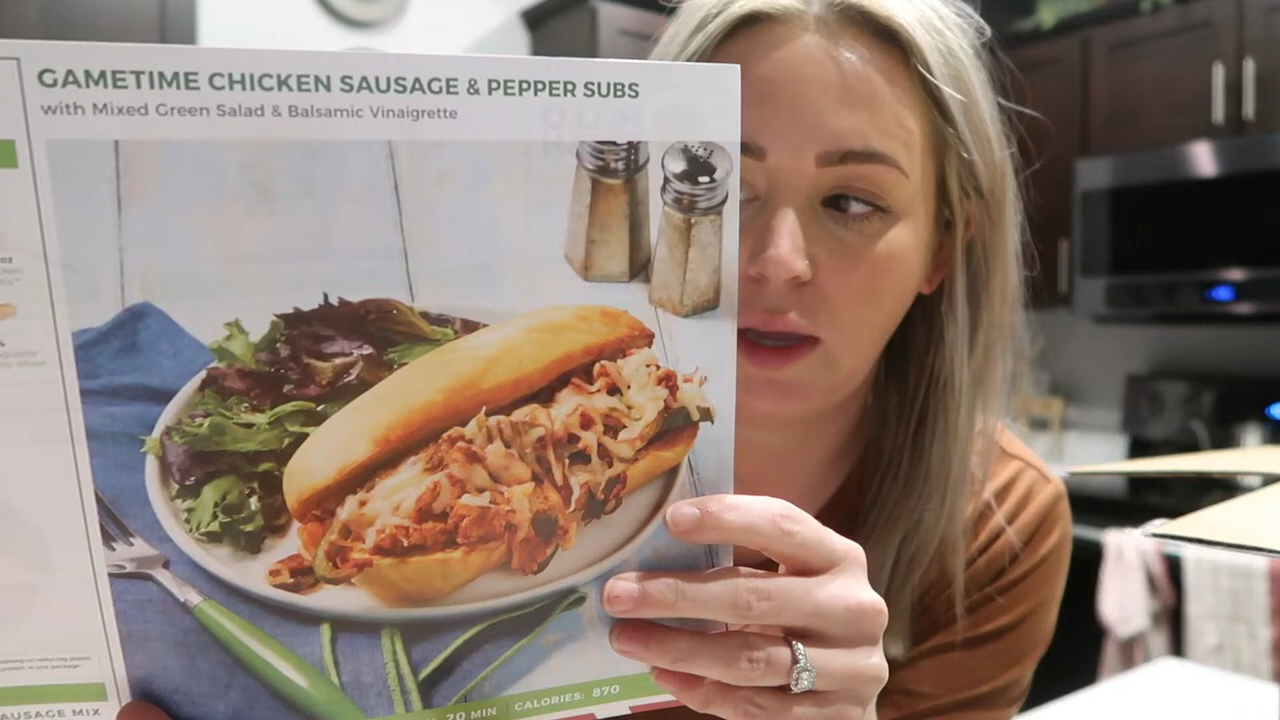 GAMETIME CHICKEN SAUSAGE & PEPPER SUBS
with Mixed Green Salad & Balsamic Vinaigrette
20 MIN | CALORIES: 870
AUSAGE MIX